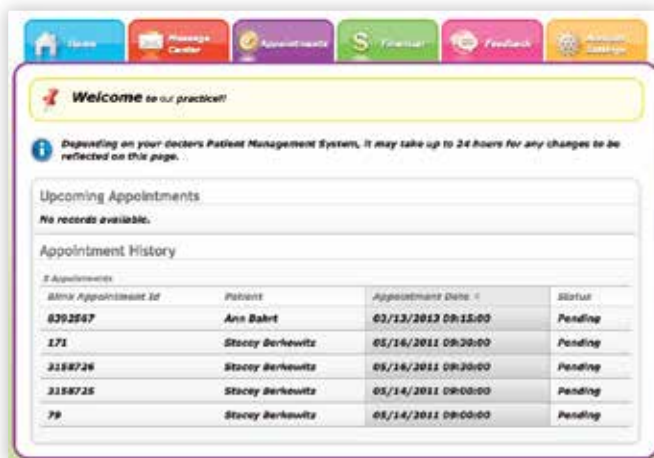 Home
Message
Center
Appointments
Financial
Feedback
Account
Settings
Welcome to our practice!!
Depending on your doctors Patient Management System, it may take up to 24 hours for any changes to be
reflected on this page.
Upcoming Appointments
No records available.
Appointment History
5 Appointments
Appointment Id Patient Appointment Date Status
8392567 Ann Bahrt 03/13/2013 09:15:00 Pending
171 Stacey Berkowitz 05/16/2011 09:30:00 Pending
3158726 Stacey Berkowitz 05/16/2011 09:30:00 Pending
3158725 Stacey Berkowitz 05/14/2011 09:00:00 Pending
79 Stacey Berkowitz 05/14/2011 09:00:00 Pending